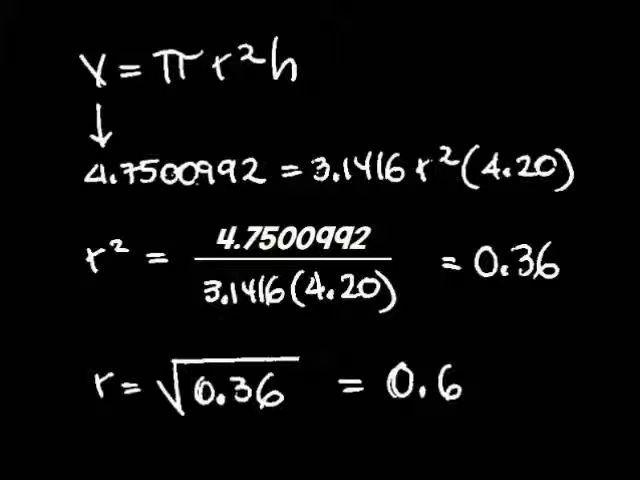 V = π r²h
↓
4.7500992 = 3.1416 r²(4.20)
r² = 4.7500992 / 3.1416(4.20) = 0.36
r = √0.36 = 0.6